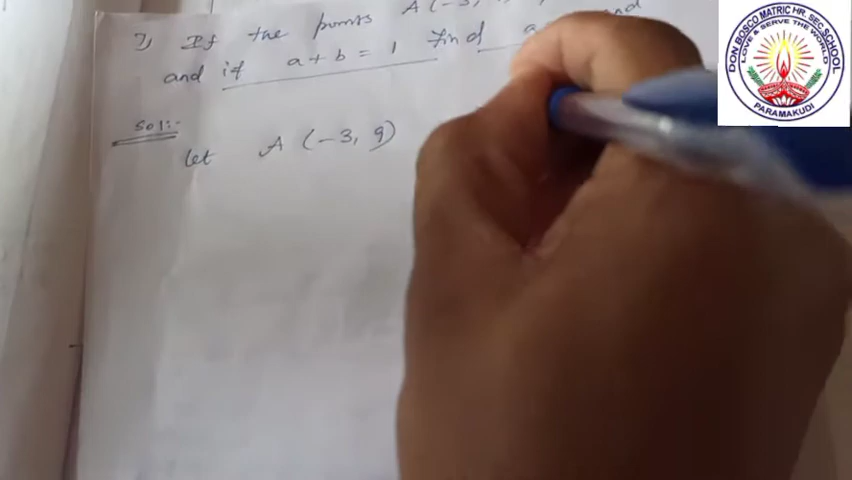 7, If the points A (-3,
and if a + b = 1 find
Sol:-
Let A (-3, 9)
DON BOSCO MATRIC HR. SEC. SCHOOL
LOVE & SERVE THE WORLD
PARAMAKUDI